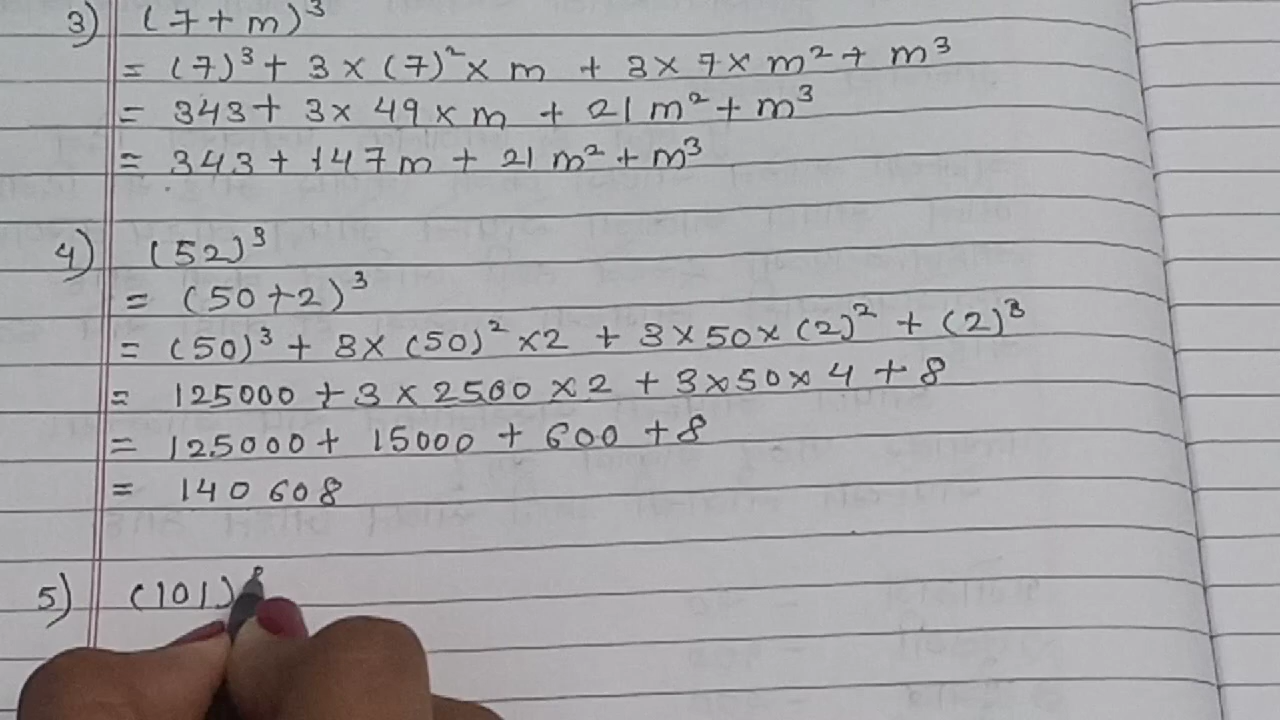 3) (7+m)³
= (7)³ + 3 × (7)² × m + 3 × 7 × m² + m³
= 343 + 3 × 49 × m + 21 m² + m³
= 343 + 147m + 21 m² + m³
4) (52)³
= (50+2)³
= (50)³ + 3 × (50)² × 2 + 3 × 50 × (2)² + (2)³
= 125000 + 3 × 2500 × 2 + 3 × 50 × 4 + 8
= 125000 + 15000 + 600 + 8
= 140608
5) (101)